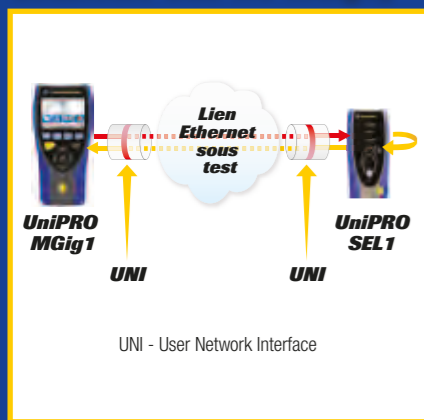 Lien
Ethernet
sous
test
UniPRO
MGig1
UniPRO
SEL1
UNI
UNI
UNI - User Network Interface